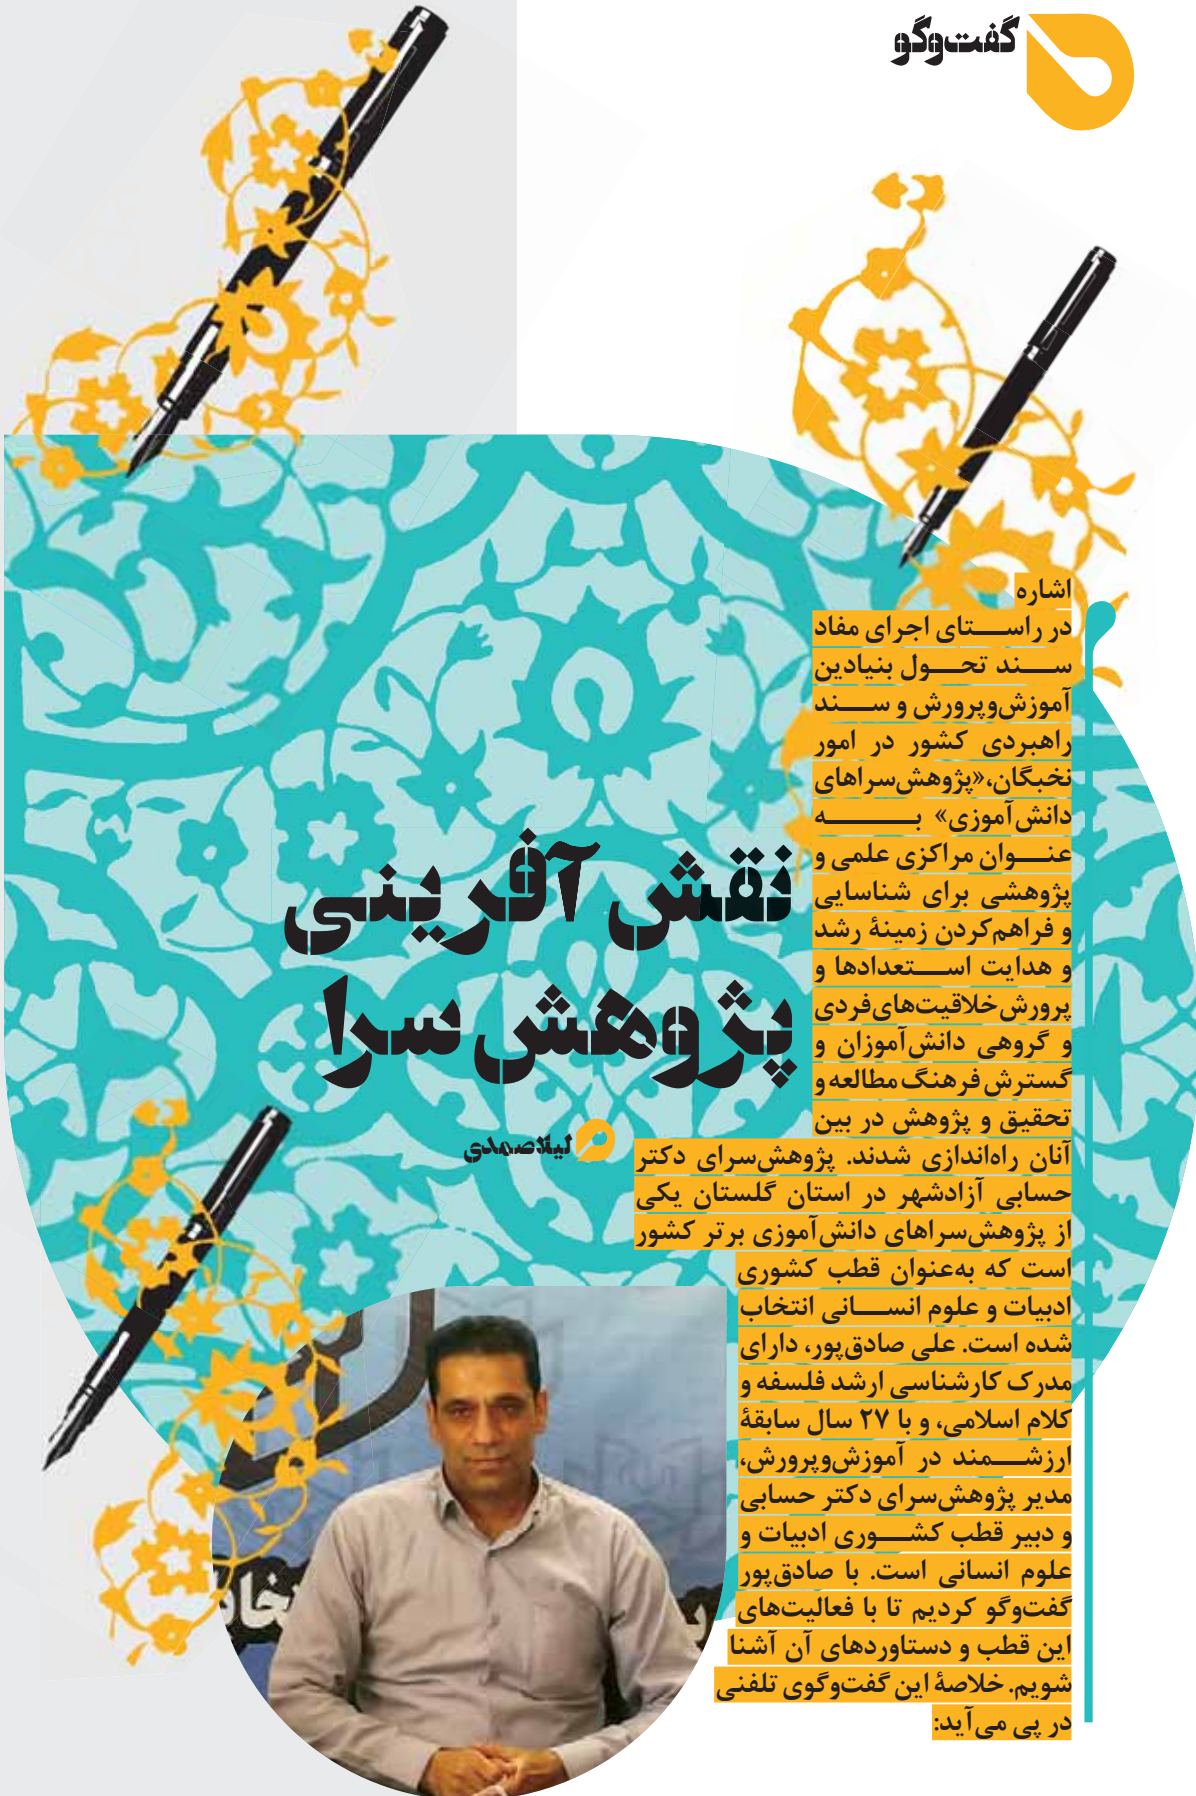 گفت‌وگو
نقش آفرینی
پژوهش سرا
لیلا صمدی
اشاره
در راستای اجرای مفاد
سند تحول بنیادین
آموزش‌وپرورش و سند
راهبردی کشور در امور
نخبگان،«پژوهش‌سراهای
دانش‌آموزی» به
عنوان مراکزی علمی و
پژوهشی برای شناسایی
و فراهم‌کردن زمینهٔ رشد
و هدایت استعدادها و
پرورش‌خلاقیت‌های‌فردی
و گروهی دانش‌آموزان و
گسترش فرهنگ مطالعه و
تحقیق و پژوهش در بین
آنان راه‌اندازی شدند. پژوهش‌سرای دکتر
حسابی آزادشهر در استان گلستان یکی
از پژوهش‌سراهای دانش‌آموزی برتر کشور
است که به‌عنوان قطب کشوری
ادبیات و علوم انسانی انتخاب
شده است. علی صادق‌پور، دارای
مدرک کارشناسی ارشد فلسفه و
کلام اسلامی، و با ۲۷ سال سابقهٔ
ارزشمند در آموزش‌وپرورش،
مدیر پژوهش‌سرای دکتر حسابی
و دبیر قطب کشوری ادبیات و
علوم انسانی است. با صادق‌پور
گفت‌وگو کردیم تا با فعالیت‌های
این قطب و دستاوردهای آن آشنا
شویم. خلاصهٔ این گفت‌وگوی تلفنی
در پی می‌آید: